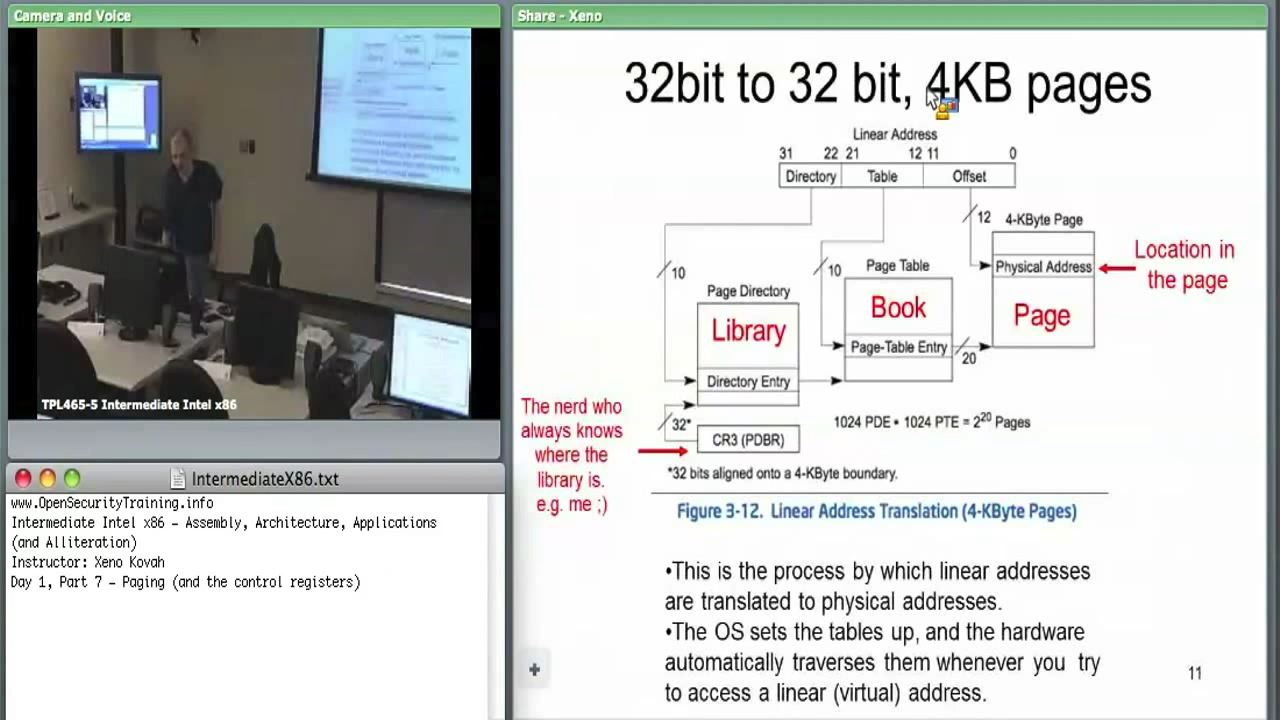 Camera and Voice
TPL465-5 Intermediate Intel x86
IntermediateX86.txt
www.OpenSecurityTraining.info
Intermediate Intel x86 – Assembly, Architecture, Applications
(and Alliteration)
Instructor: Xeno Kovah
Day 1, Part 7 – Paging (and the control registers)
Share - Xeno
32bit to 32 bit, 4KB pages
Linear Address
31 22 21 12 11 0
Directory Table Offset
12
4-KByte Page
Physical Address
Page
Location in
the page
10
Page Table
Book
Page-Table Entry
20
10
Page Directory
Library
Directory Entry
32*
CR3 (PDBR)
The nerd who
always knows
where the
library is.
e.g. me ;)
1024 PDE * 1024 PTE = 2^20 Pages
*32 bits aligned onto a 4-KByte boundary.
Figure 3-12. Linear Address Translation (4-KByte Pages)
•This is the process by which linear addresses
are translated to physical addresses.
•The OS sets the tables up, and the hardware
automatically traverses them whenever you try
to access a linear (virtual) address.
11